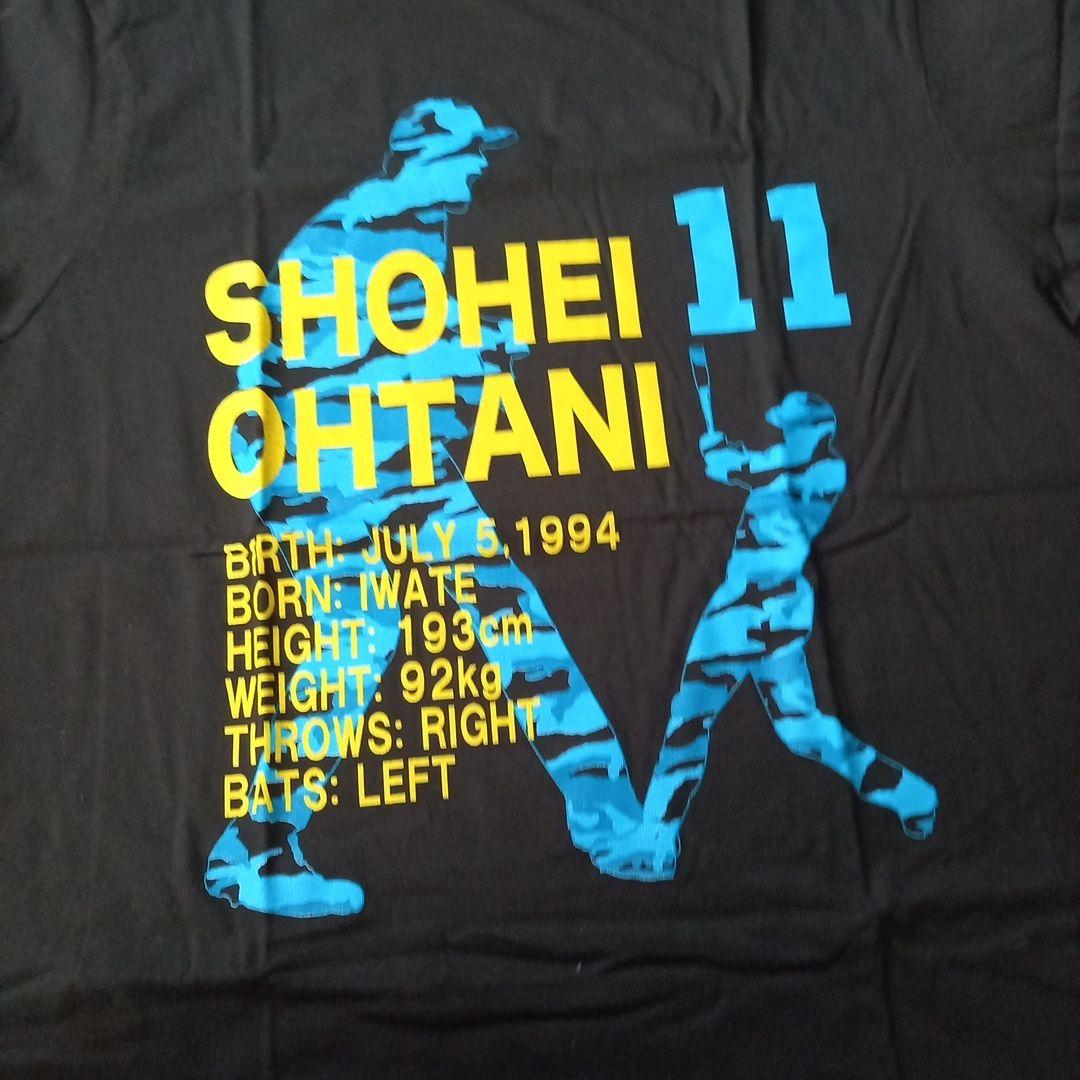 SHOHEI 11
OHTANI
BIRTH: JULY 5.1994
BORN: IWATE
HEIGHT: 193cm
WEIGHT: 92kg
THROWS: RIGHT
BATS: LEFT